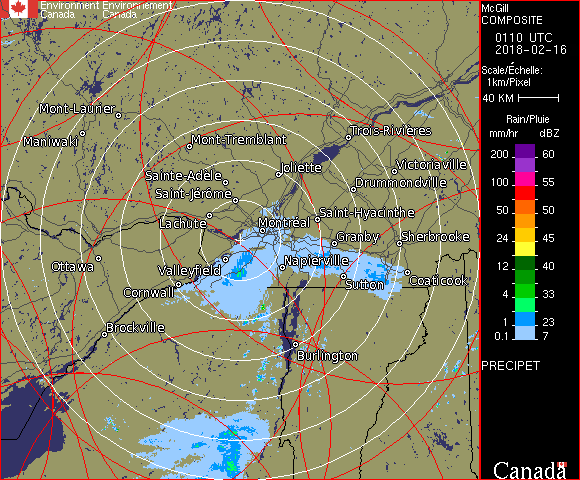 Environment Environnement
Canada Canada
McGill
COMPOSITE
0110 UTC
2018-02-16
Scale/Échelle:
1km/Pixel
40 KM
Rain/Pluie
mm/hr dBZ
200 60
100 55
50 50
24 45
12 40
4 33
1 23
0.1 7
PRECIPET
Canada
Mont-Laurier
Maniwaki
Mont-Tremblant
Trois-Rivières
Sainte-Adèle
Joliette
Victoriaville
Saint-Jérôme
Drummondville
Lachute
Montréal
Saint-Hyacinthe
Granby
Sherbrooke
Ottawa
Valleyfield
Napierville
Cornwall
Sutton
Coaticook
Brockville
Burlington